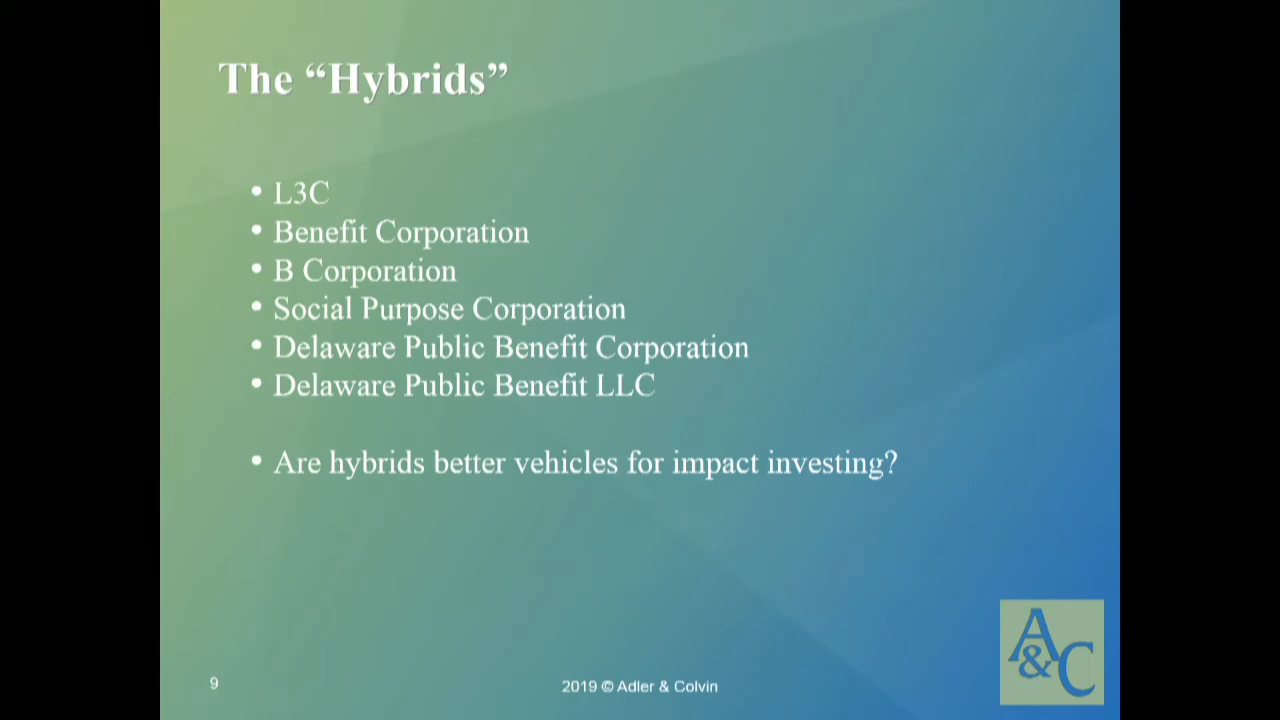 The “Hybrids”
• L3C
• Benefit Corporation
• B Corporation
• Social Purpose Corporation
• Delaware Public Benefit Corporation
• Delaware Public Benefit LLC
• Are hybrids better vehicles for impact investing?
A&C
9
2019 © Adler & Colvin